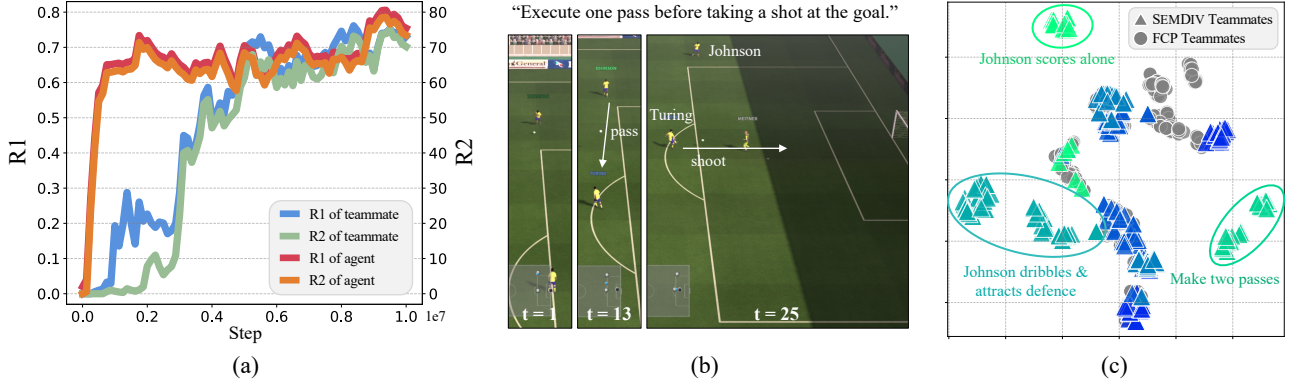 R1
0.8
0.7
0.6
0.5
0.4
0.3
0.2
0.1
0.0
80
70
60
50
40
30
20
10
0
R2
R1 of teammate
R2 of teammate
R1 of agent
R2 of agent
0.0 0.2 0.4 0.6 0.8 1.0
1e7
Step
(a)
“Execute one pass before taking a shot at the goal.”
General
Johnson
Turing
pass
shoot
t = 1
t = 13
t = 25
(b)
SEMDIV Teammates
FCP Teammates
Johnson scores alone
Johnson dribbles &
attracts defence
Make two passes
(c)